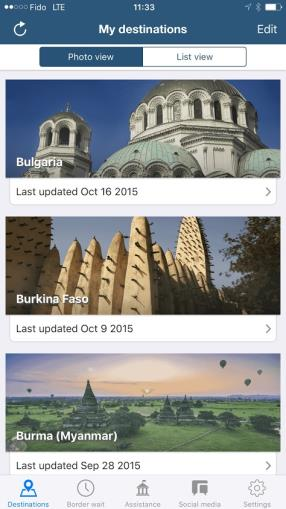 Fido LTE 11:33
My destinations Edit
Photo view List view
Bulgaria
Last updated Oct 16 2015
Burkina Faso
Last updated Oct 9 2015
Burma (Myanmar)
Last updated Sep 28 2015
Destinations Border wait Assistance Social media Settings